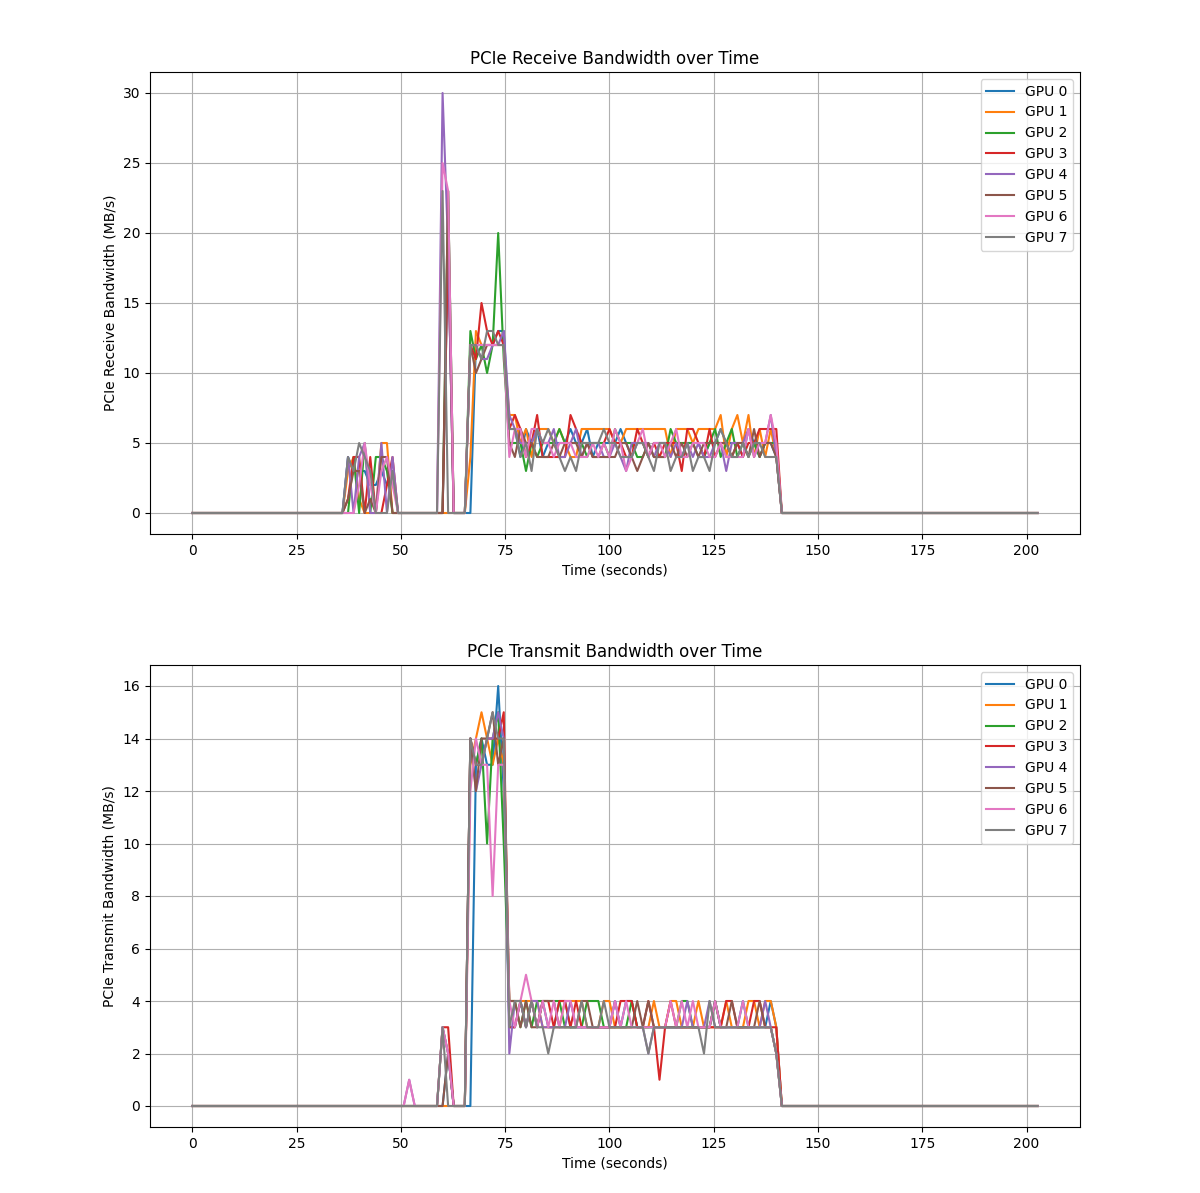 PCIe Receive Bandwidth over Time
PCIe Receive Bandwidth (MB/s)
30
25
20
15
10
5
0
0 25 50 75 100 125 150 175 200
Time (seconds)
GPU 0
GPU 1
GPU 2
GPU 3
GPU 4
GPU 5
GPU 6
GPU 7
PCIe Transmit Bandwidth over Time
PCIe Transmit Bandwidth (MB/s)
16
14
12
10
8
6
4
2
0
0 25 50 75 100 125 150 175 200
Time (seconds)
GPU 0
GPU 1
GPU 2
GPU 3
GPU 4
GPU 5
GPU 6
GPU 7